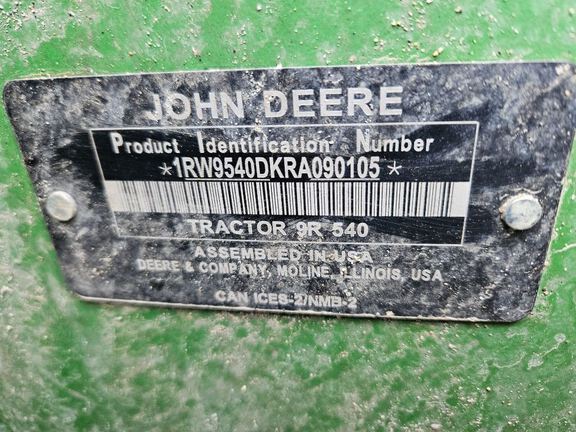 JOHN DEERE
Product Identification Number
*1RW9540DKRA090105*
TRACTOR 9R 540
ASSEMBLED IN USA
DEERE & COMPANY, MOLINE, ILLINOIS, USA
CAN ICES-2/NMB-2